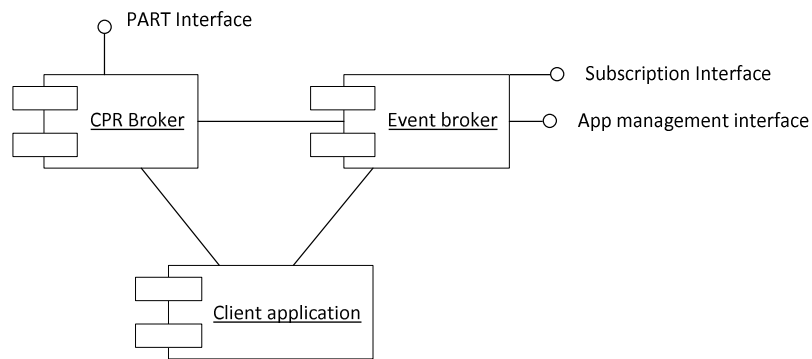 PART Interface
Subscription Interface
CPR Broker
Event broker
App management interface
Client application